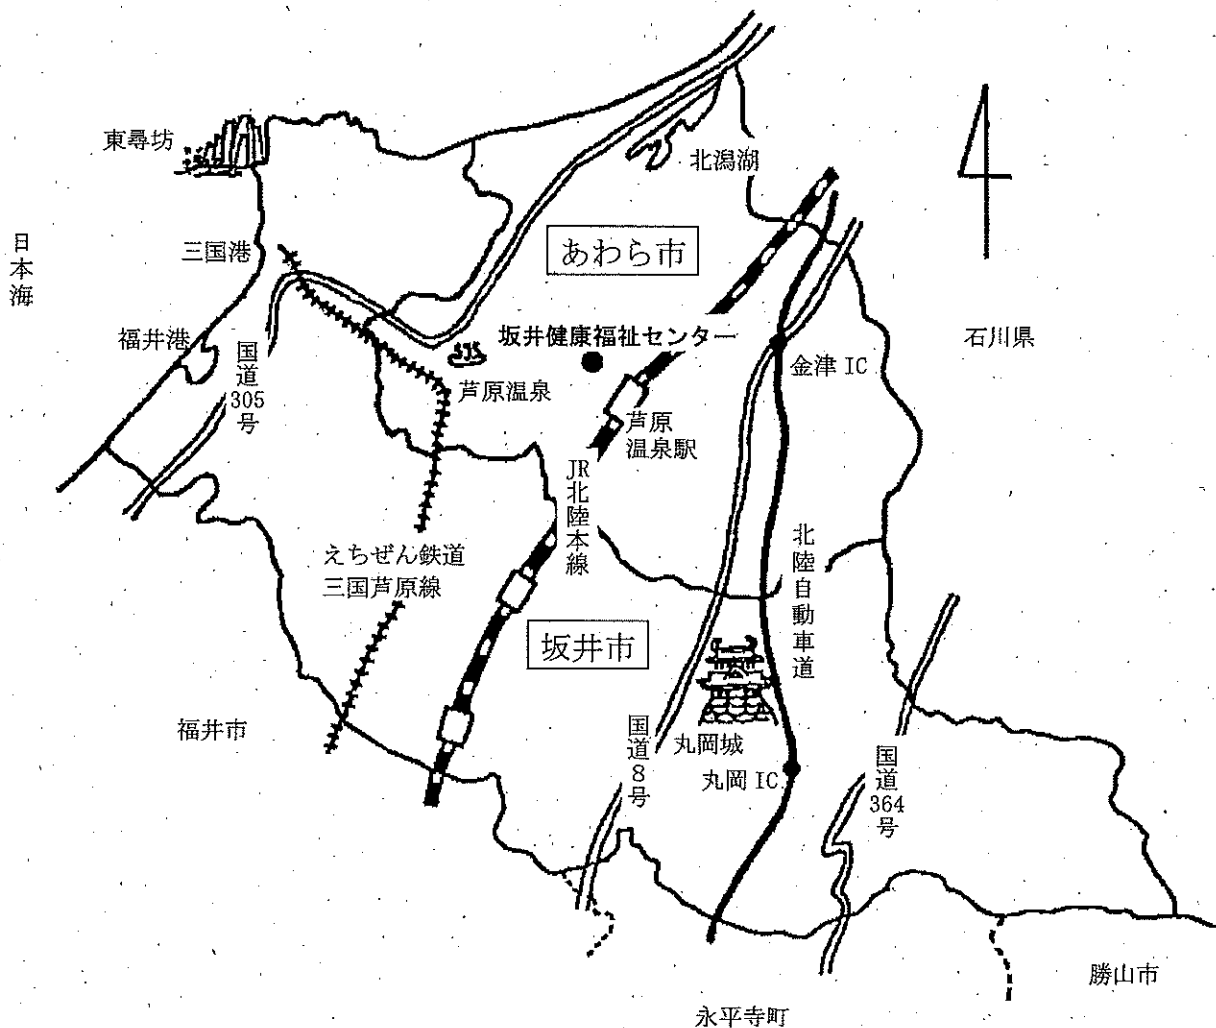 東尋坊
北潟湖
日本海
三国港
あわら市
福井港
国道305号
坂井健康福祉センター
石川県
金津 IC
芦原温泉
芦原
温泉駅
JR北陸本線
えちぜん鉄道
三国芦原線
北陸自動車道
坂井市
福井市
国道8号
丸岡城
丸岡 IC
国道364号
勝山市
永平寺町